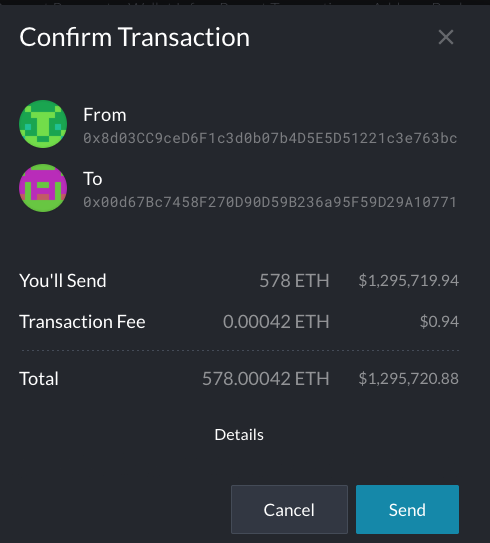 Confirm Transaction
From
0x8d03CC9ceD6F1c3d0b07b4D5E5D51221c3e763bc
To
0x00d67Bc7458F270D90D59B236a95F59D29A10771
You'll Send 578 ETH $1,295,719.94
Transaction Fee 0.00042 ETH $0.94
Total 578.00042 ETH $1,295,720.88
Details
Cancel Send